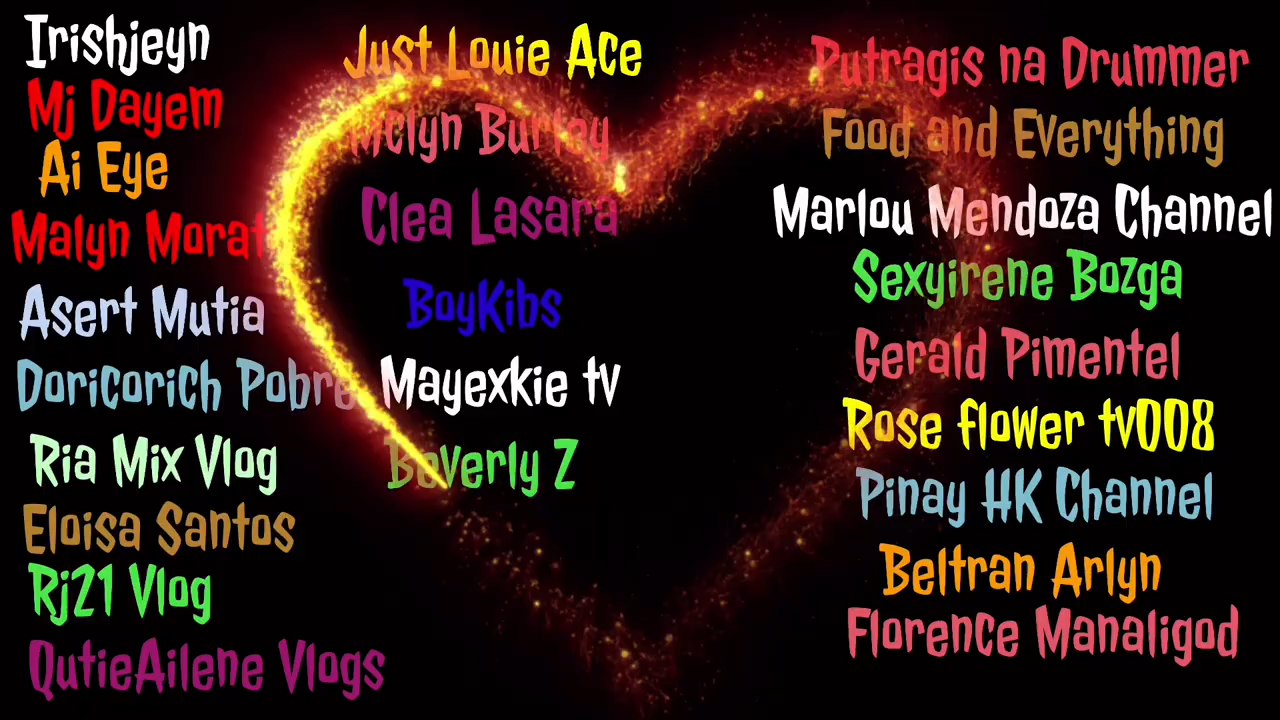 Irishjeyn
Mj Dayem
Ai Eye
Malyn Morat
Asert Mutia
Doricorich Pobre
Ria Mix Vlog
Eloisa Santos
Rj21 Vlog
QutieAilene Vlogs
Just Louie Ace
Burley
Clea Lasara
BoyKibs
Mayexkie tv
Beverly Z
Putragis na Drummer
Food and Everything
Marlou Mendoza Channel
Sexyirene Bozga
Gerald Pimentel
Rose flower tv008
Pinay HK Channel
Beltran Arlyn
Florence Manaligod